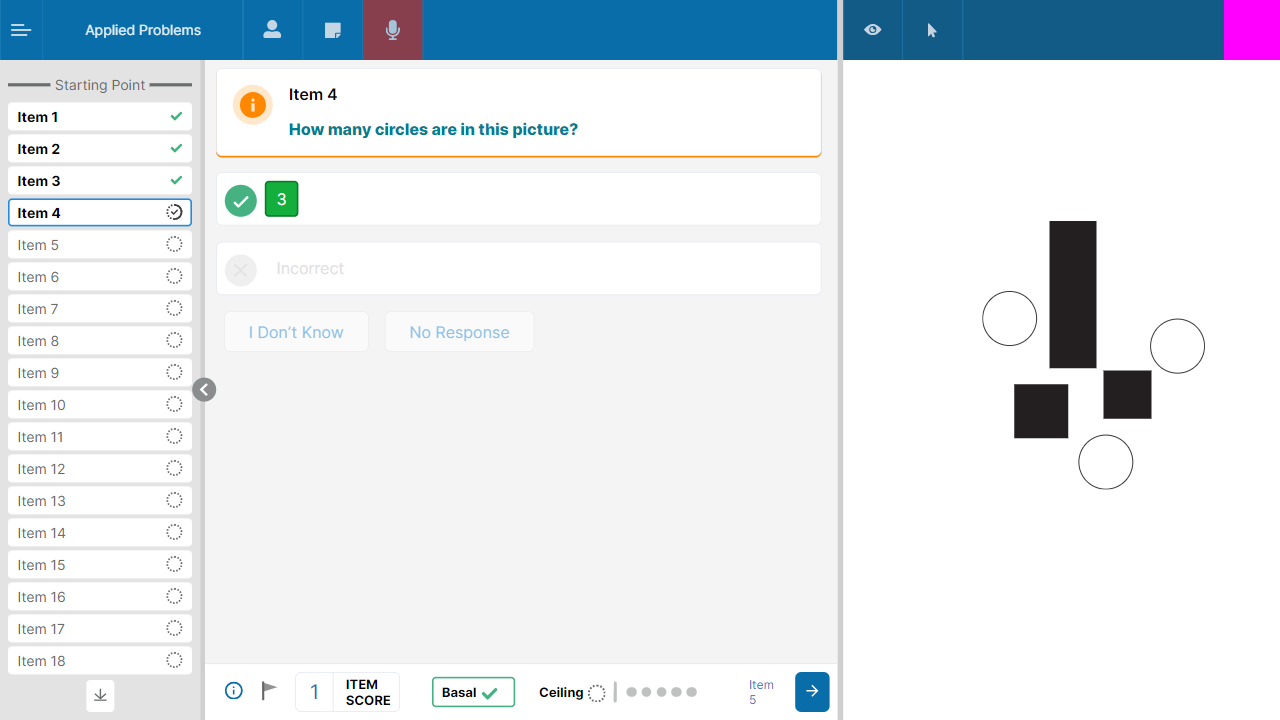 Applied Problems
Starting Point
Item 1
Item 2
Item 3
Item 4
Item 5
Item 6
Item 7
Item 8
Item 9
Item 10
Item 11
Item 12
Item 13
Item 14
Item 15
Item 16
Item 17
Item 18
Item 4
How many circles are in this picture?
3
Incorrect
I Don’t Know
No Response
1
ITEM
SCORE
Basal
Ceiling
Item
5